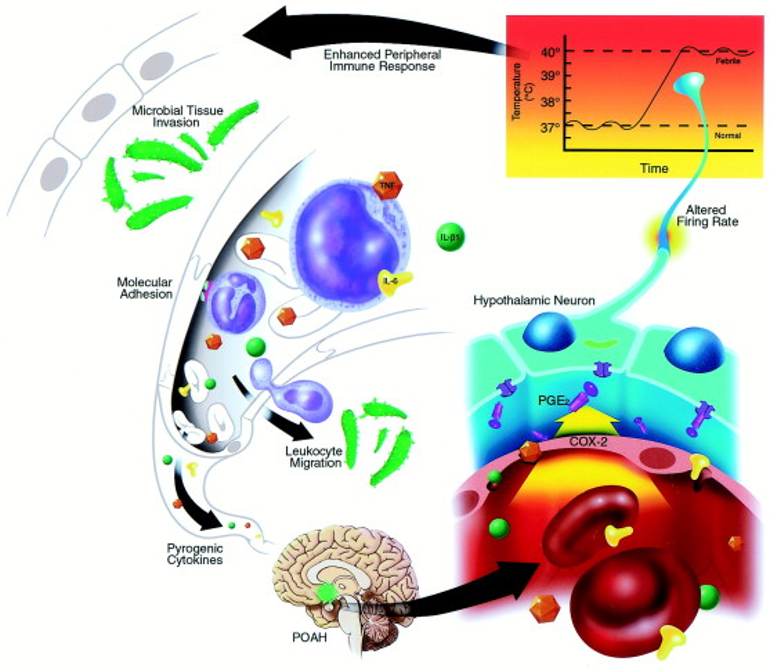 Enhanced Peripheral
Immune Response
40°
39°
38°
37°
Temperature
(°C)
Febrile
Normal
Time
Microbial Tissue
Invasion
TNF
IL-β1
IL-6
Altered
Firing Rate
Molecular
Adhesion
Hypothalamic Neuron
PGE2
COX-2
Leukocyte
Migration
Pyrogenic
Cytokines
POAH